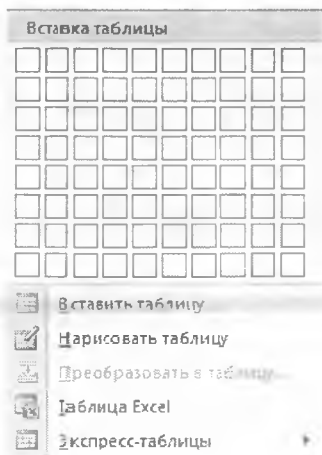 Вставка таблицы
Вставить таблицу
Нарисовать таблицу
Преобразовать в таблицу...
Таблица Excel
Экспресс-таблицы